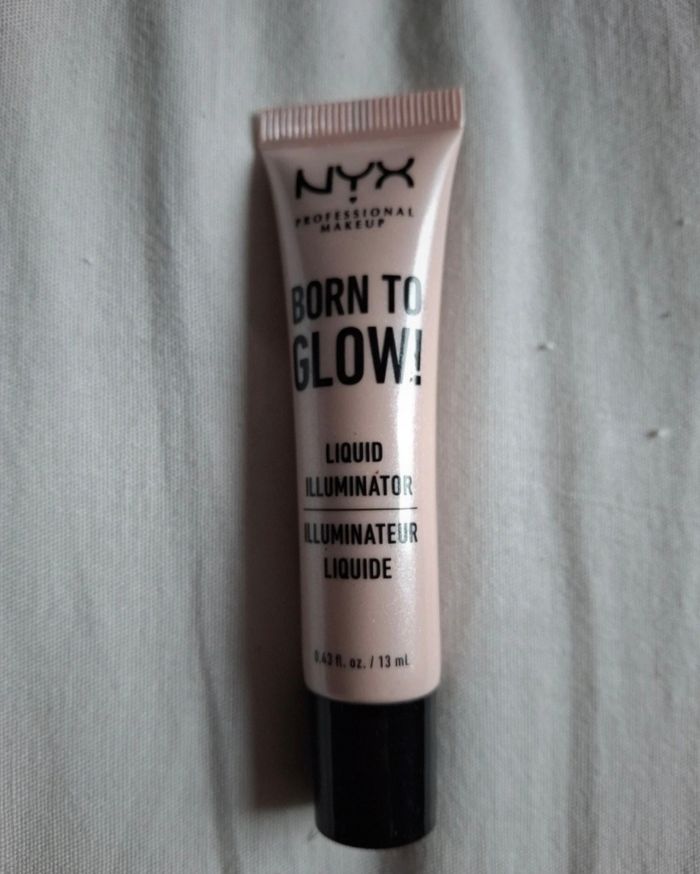 NYX
PROFESSIONAL
MAKEUP
BORN TO
GLOW!
LIQUID
ILLUMINATOR
ILLUMINATEUR
LIQUIDE
0.43 fl. oz. / 13 mL